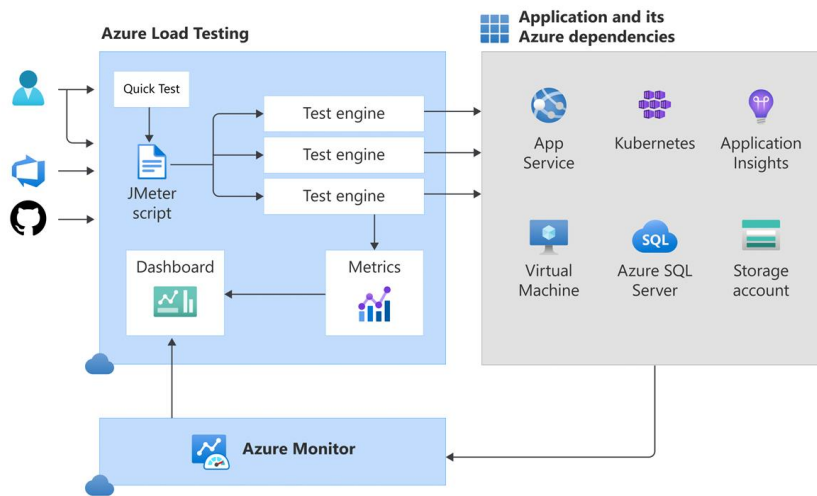 Azure Load Testing
Application and its
Azure dependencies
Quick Test
JMeter
script
Test engine
Test engine
Test engine
Dashboard
Metrics
App
Service
Kubernetes
Application
Insights
Virtual
Machine
SQL
Azure SQL
Server
Storage
account
Azure Monitor